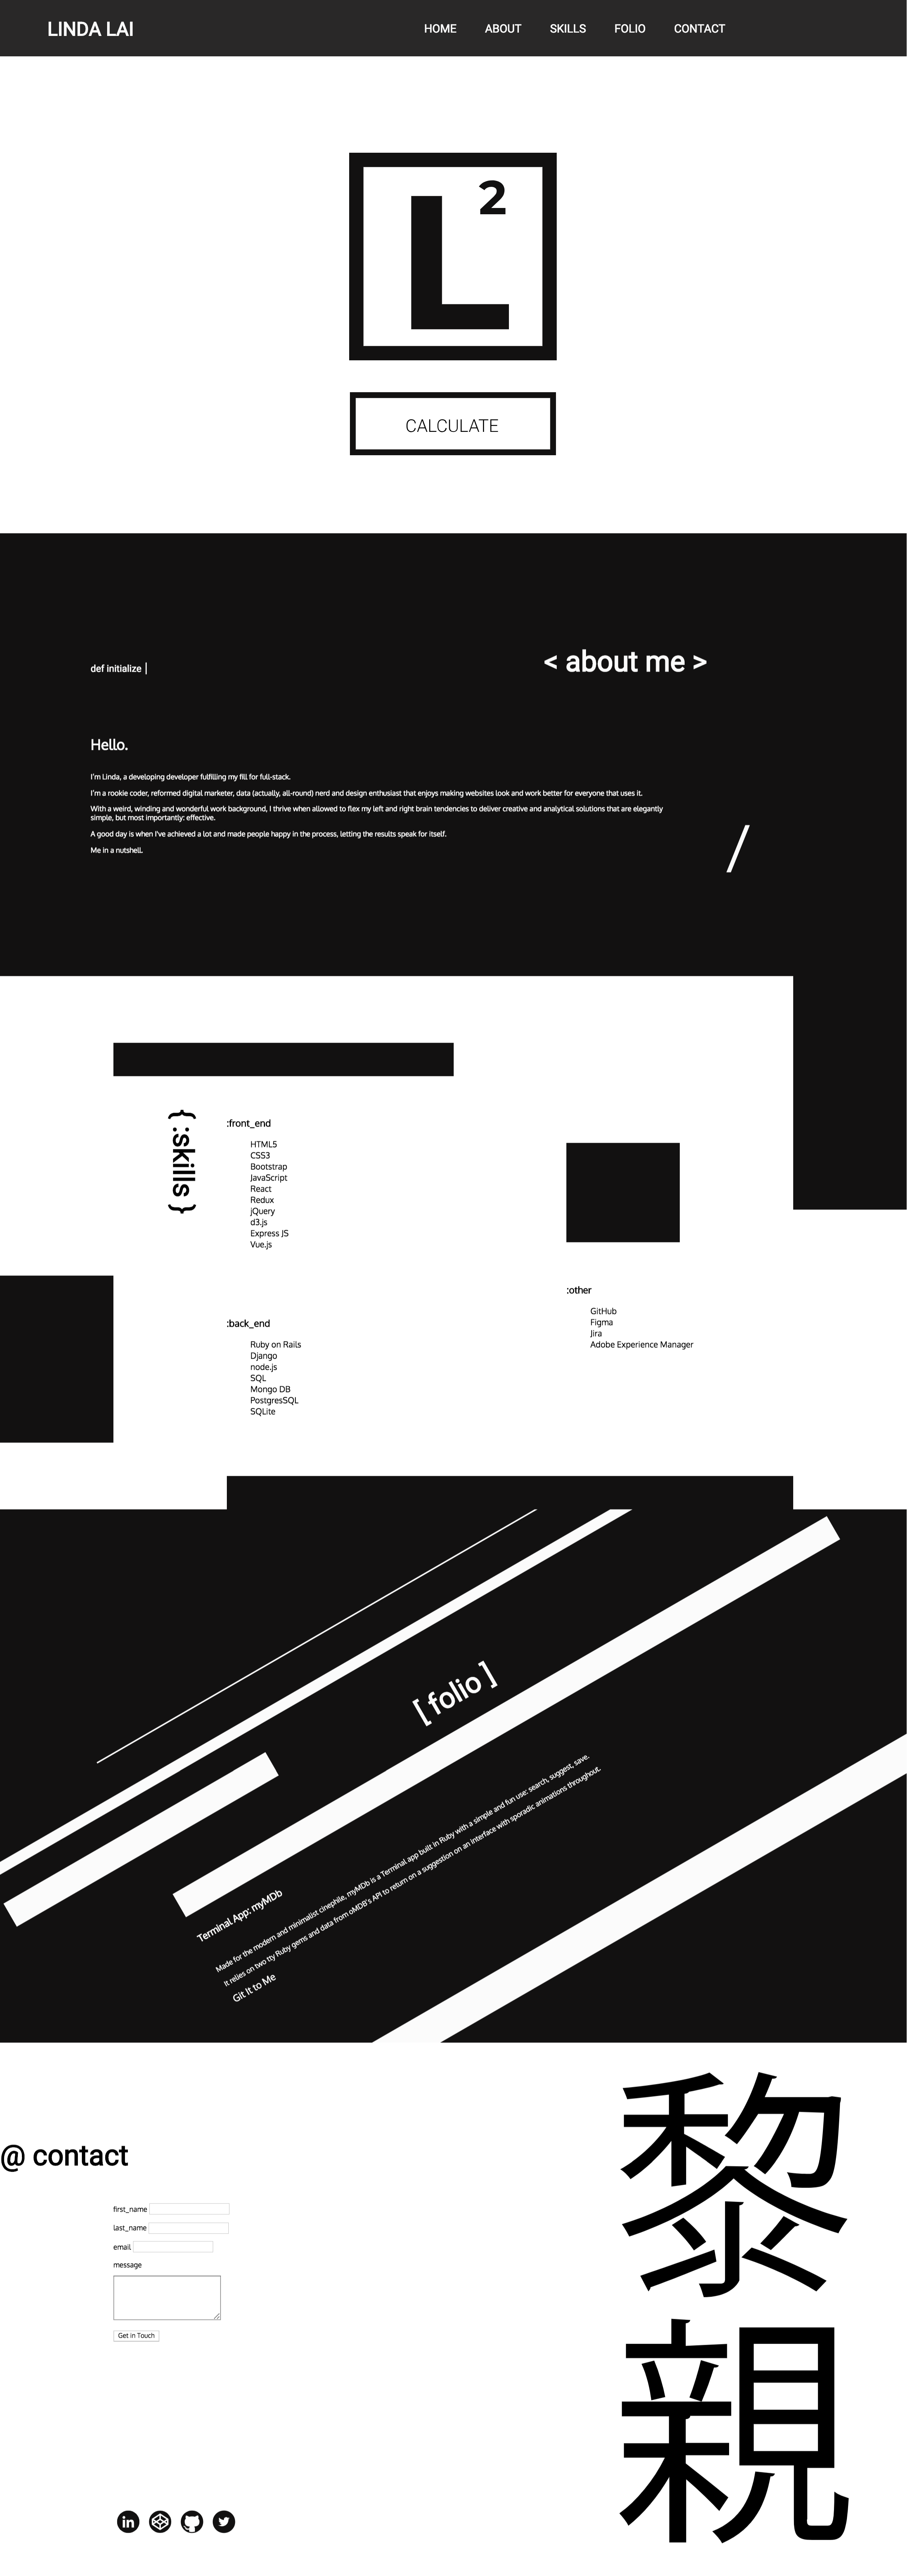 LINDA LAI
HOME ABOUT SKILLS FOLIO CONTACT
L²
CALCULATE
def initialize |
< about me >
Hello.
I'm Linda, a developing developer fulfilling my fill for full-stack.
I'm a rookie coder, reformed digital marketer, data (actually, all-round) nerd and design enthusiast that enjoys making websites look and work better for everyone that uses it.
With a weird, winding and wonderful work background, I thrive when allowed to flex my left and right brain tendencies to deliver creative and analytical solutions that are elegantly
simple, but most importantly: effective.
A good day is when I've achieved a lot and made people happy in the process, letting the results speak for itself.
Me in a nutshell.
/
{ :skills }
:front_end
HTML5
CSS3
Bootstrap
JavaScript
React
Redux
jQuery
d3.js
Express JS
Vue.js
:back_end
Ruby on Rails
Django
node.js
SQL
Mongo DB
PostgresSQL
SQLite
:other
GitHub
Figma
Jira
Adobe Experience Manager
[ folio ]
Terminal App: myMDb
Made for the modern and minimalist cinephile, myMDb is a Terminal app built in Ruby with a simple and fun use: search, suggest, save.
It relies on two tty Ruby gems and data from oMDB's API to return on a suggestion on an interface with sporadic animations throughout.
Git It to Me
@ contact
first_name
last_name
email
message
Get in Touch
黎
親
in